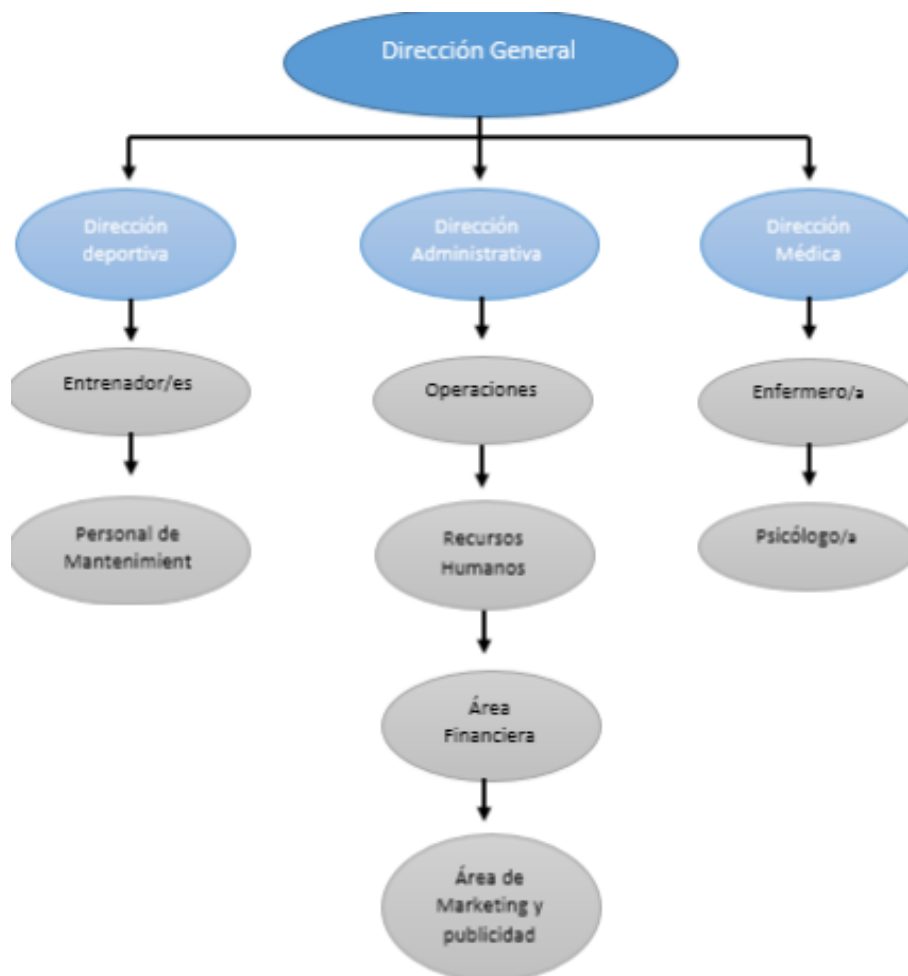 Dirección General
Dirección
deportiva
Dirección
Administrativa
Dirección
Médica
Entrenador/es
Operaciones
Enfermero/a
Personal de
Mantenimient
Recursos
Humanos
Psicólogo/a
Área
Financiera
Área de
Marketing y
publicidad